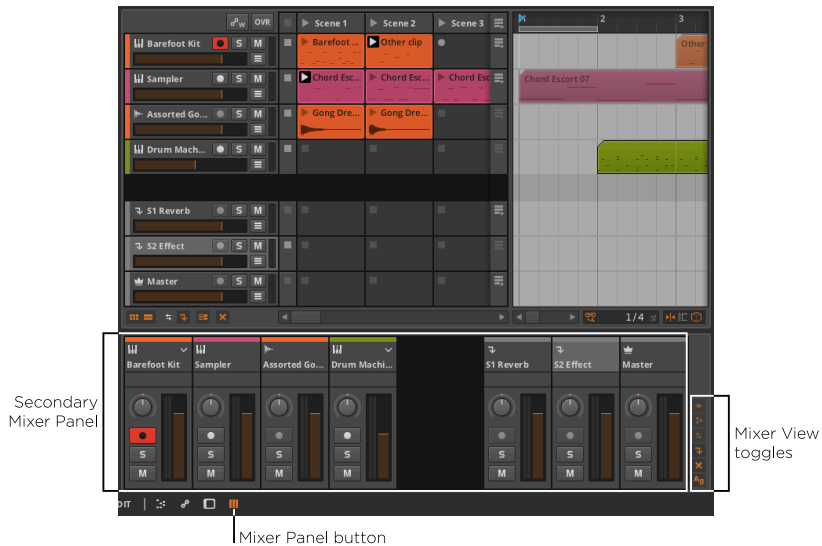 W OVR Scene 1 Scene 2 Scene 3 2 3
Barefoot Kit S M Barefoot ... Other clip Other
Sampler S M Chord Esc... Chord Esc... Chord Esc Chord Escort 07
Assorted Go... S M Gong Dre... Gong Dre...
Drum Mach... S M
S1 Reverb S M
S2 Effect S M
Master S M
1/4
Barefoot Kit Sampler Assorted Go... Drum Machi... S1 Reverb S2 Effect Master
S S S S S S S
M M M M M M M
AB
Secondary
Mixer Panel
Mixer View
toggles
Mixer Panel button